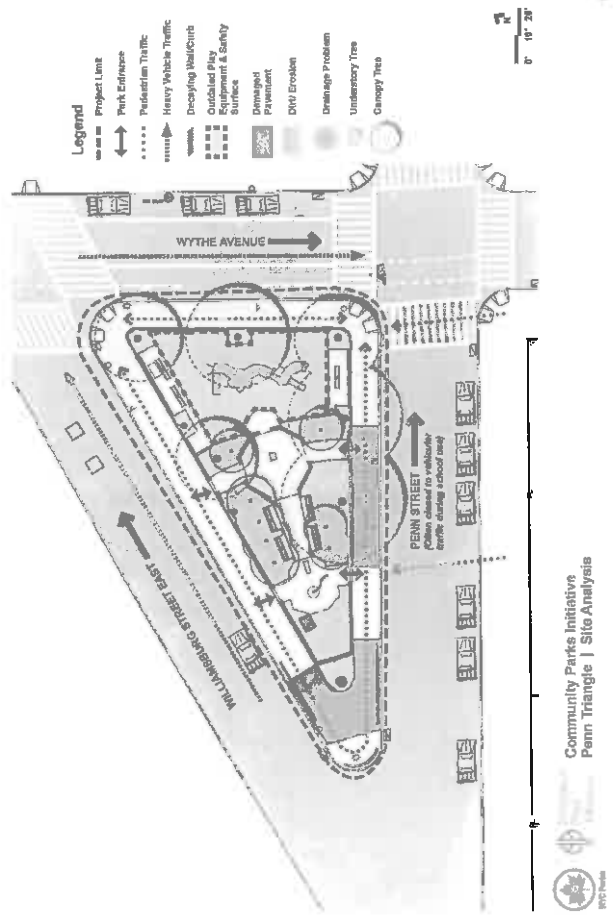 Legend
Project Limit
Park Entrance
Pedestrian Traffic
Heavy Vehicle Traffic
Decaying Wall/Curb
Outdated Play
Equipment & Safety
Surface
Damaged
Pavement
Dirt/ Erosion
Drainage Problem
Understory Tree
Canopy Tree
N
0' 10' 20'
WYTHE AVENUE
WILLIAMBURG STREET EAST
PENN STREET
(Often closed to vehicular
traffic during school use)
NYC Parks
Community Parks Initiative
Penn Triangle | Site Analysis